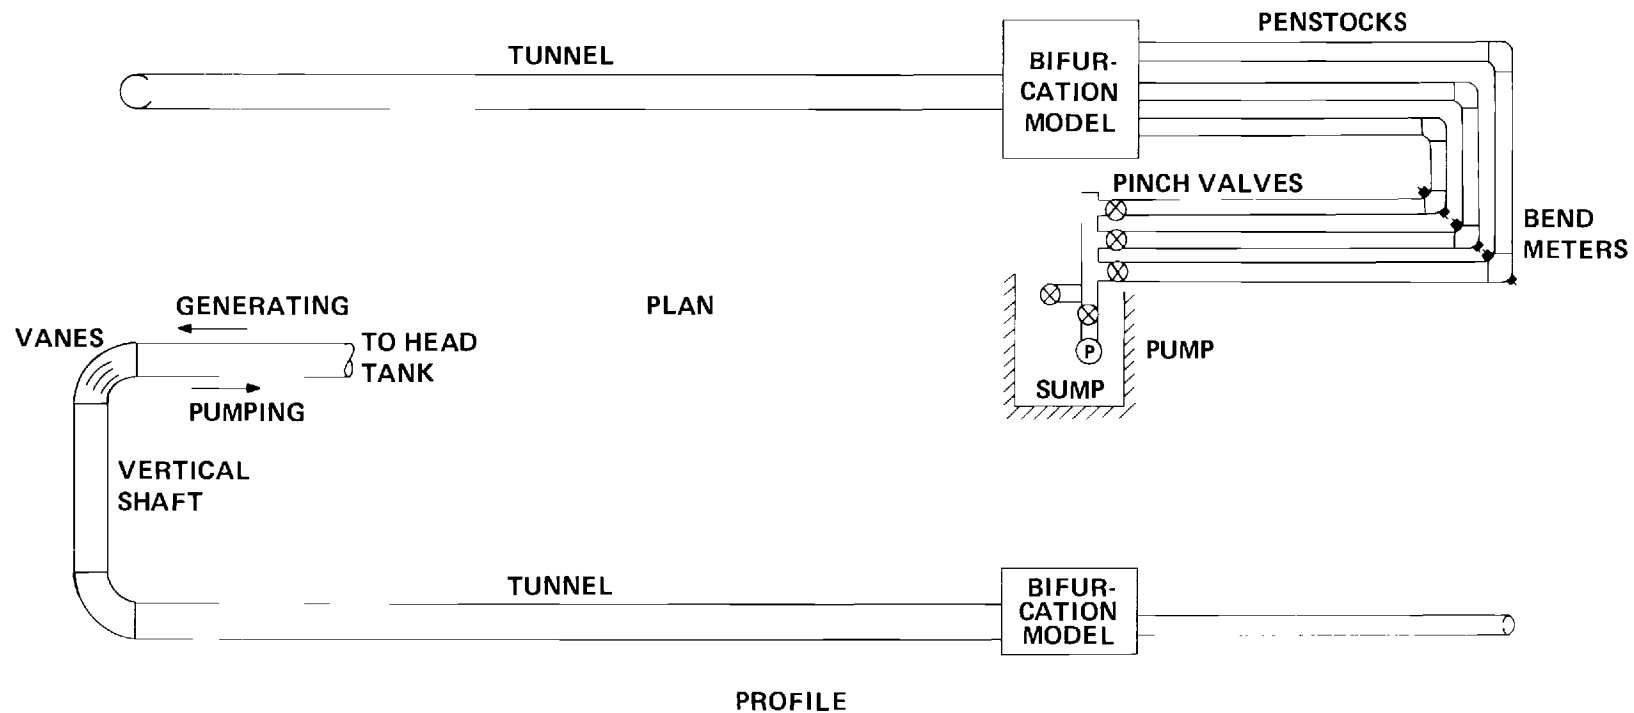 PENSTOCKS
TUNNEL
BIFUR-
CATION
MODEL
PINCH VALVES
BEND
METERS
PLAN
GENERATING
VANES
TO HEAD
TANK
PUMPING
P
PUMP
SUMP
VERTICAL
SHAFT
TUNNEL
BIFUR-
CATION
MODEL
PROFILE